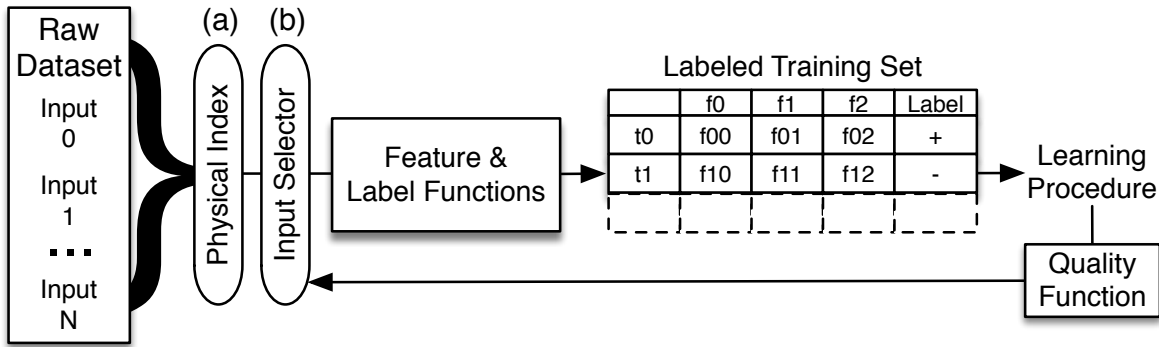 Raw
Dataset
Input
0
Input
1
...
Input
N
(a)
Physical Index
(b)
Input Selector
Feature &
Label Functions
Labeled Training Set
f0 f1 f2 Label
t0 f00 f01 f02 +
t1 f10 f11 f12 -
Learning
Procedure
Quality
Function